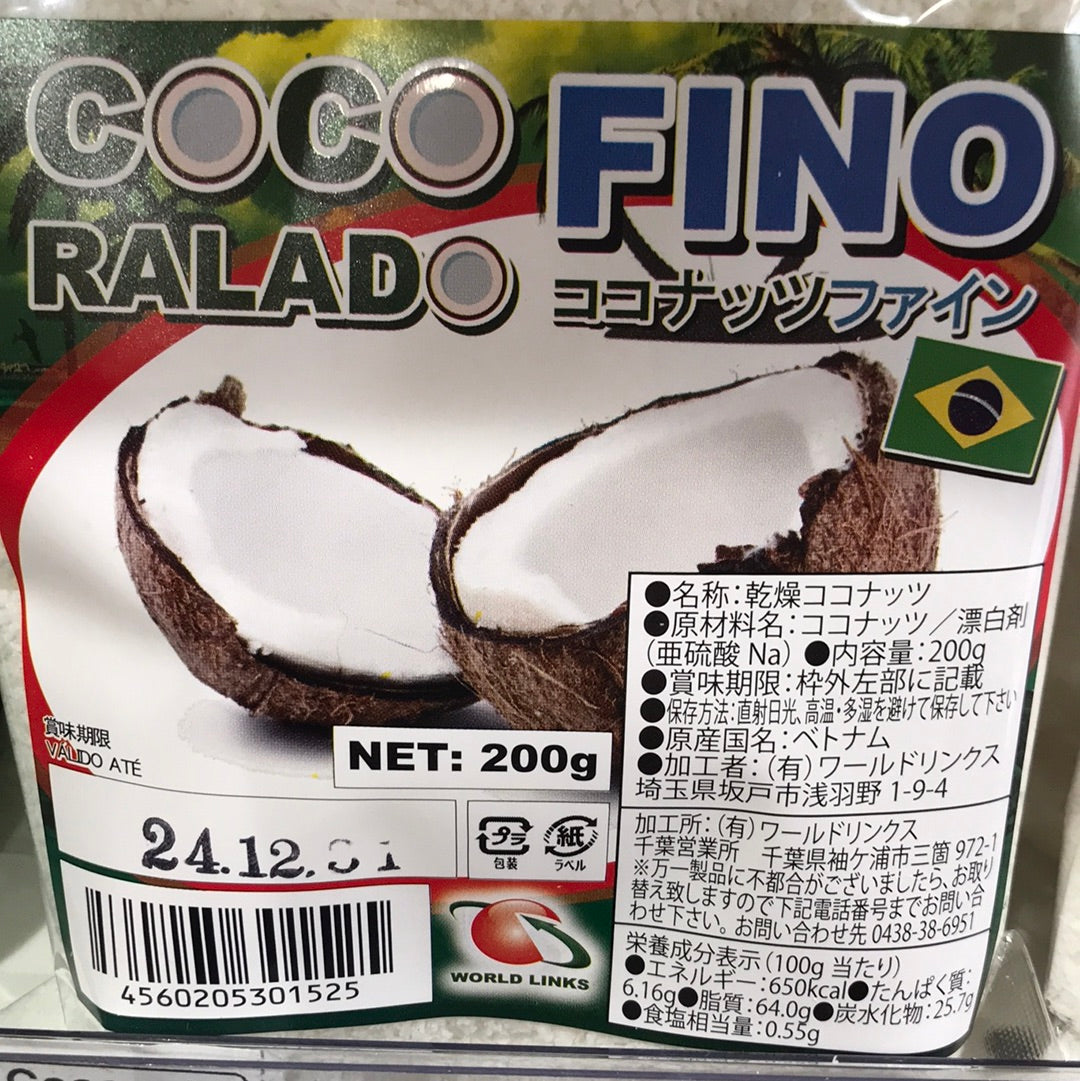 COCO FINO
RALADO
ココナッツファイン
●名称:乾燥ココナッツ
●原材料名:ココナッツ/漂白剤
(亜硫酸 Na) ●内容量:200g
●賞味期限:枠外左部に記載
●保存方法:直射日光、高温・多湿を避けて保存して下さい
●原産国名:ベトナム
●加工者:(有)ワールドリンクス
埼玉県坂戸市浅羽野 1-9-4
賞味期限
VÁLIDO ATÉ
NET: 200g
24.12.31
プラ
包装
紙
ラベル
加工所:(有)ワールドリンクス
千葉営業所 千葉県袖ケ浦市三箇 972-1
※万一製品に不都合がございましたら、お取り
替え致しますので下記電話番号までお問い合
わせ下さい。お問い合わせ先 0438-38-6951
栄養成分表示(100g 当たり)
●エネルギー:650kcal●たんぱく質:
6.16g●脂質:64.0g●炭水化物:25.7g
●食塩相当量:0.55g
4560205301525
WORLD LINKS